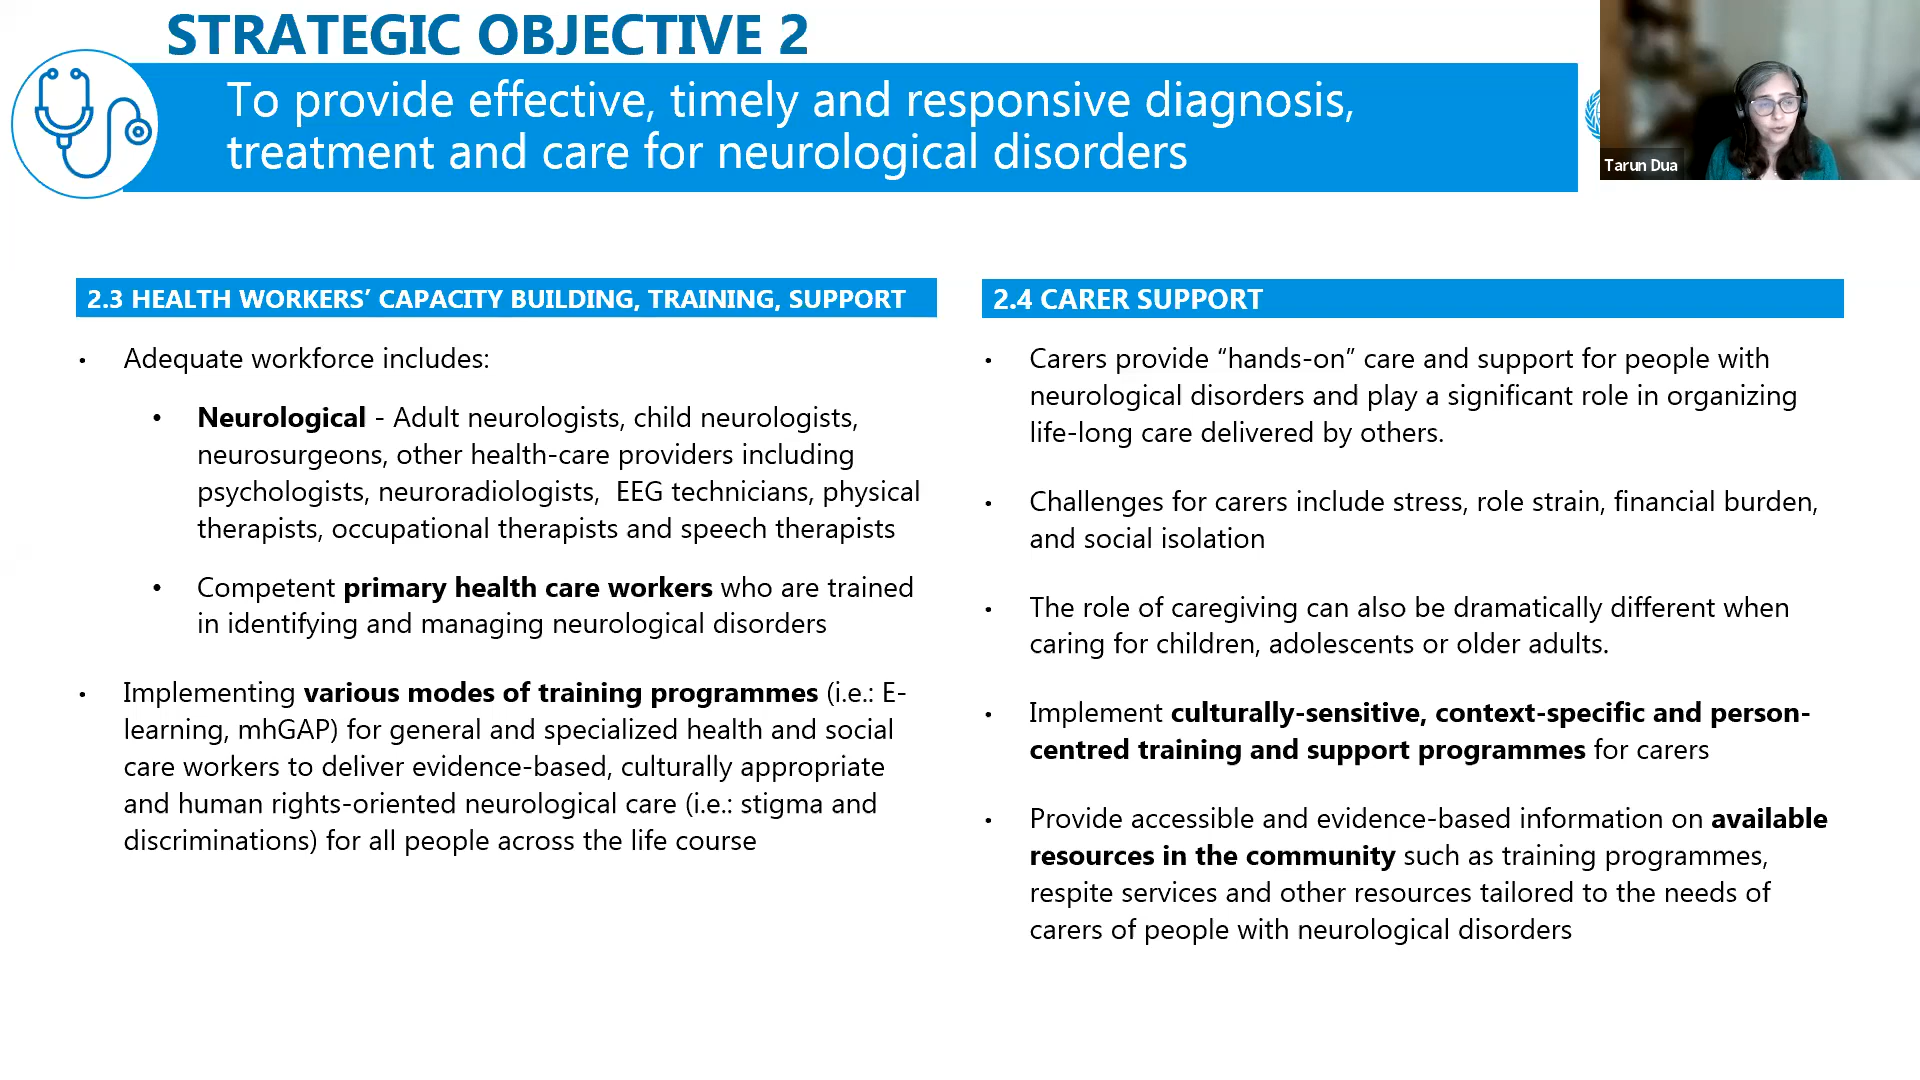 STRATEGIC OBJECTIVE 2
To provide effective, timely and responsive diagnosis,
treatment and care for neurological disorders
Tarun Dua
2.3 HEALTH WORKERS’ CAPACITY BUILDING, TRAINING, SUPPORT
• Adequate workforce includes:
• Neurological - Adult neurologists, child neurologists,
neurosurgeons, other health-care providers including
psychologists, neuroradiologists,  EEG technicians, physical
therapists, occupational therapists and speech therapists
• Competent primary health care workers who are trained
in identifying and managing neurological disorders
• Implementing various modes of training programmes (i.e.: E-
learning, mhGAP) for general and specialized health and social
care workers to deliver evidence-based, culturally appropriate
and human rights-oriented neurological care (i.e.: stigma and
discriminations) for all people across the life course
2.4 CARER SUPPORT
• Carers provide “hands-on” care and support for people with
neurological disorders and play a significant role in organizing
life-long care delivered by others.
• Challenges for carers include stress, role strain, financial burden,
and social isolation
• The role of caregiving can also be dramatically different when
caring for children, adolescents or older adults.
• Implement culturally-sensitive, context-specific and person-
centred training and support programmes for carers
• Provide accessible and evidence-based information on available
resources in the community such as training programmes,
respite services and other resources tailored to the needs of
carers of people with neurological disorders